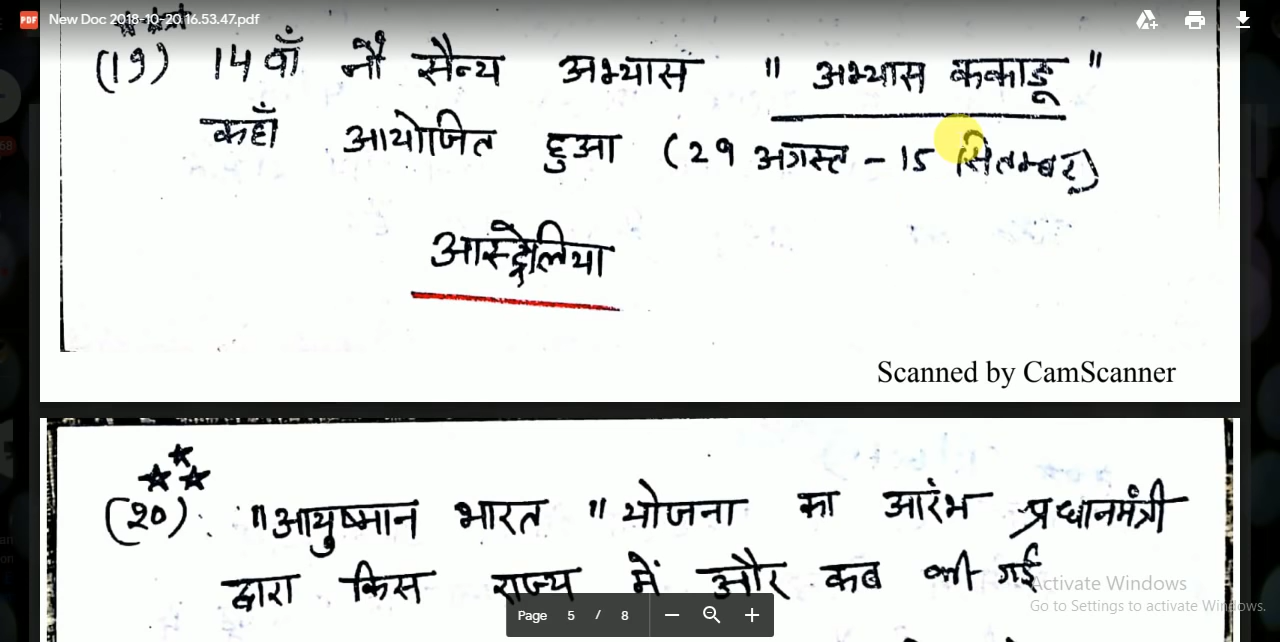 New Doc 2018-10-20 16.53.47.pdf
(19) 14वाँ नौ सैन्य अभ्यास "अभ्यास ककाडू"
कहाँ आयोजित हुआ (29 अगस्त - 15 सितम्बर)
आस्ट्रेलिया
Scanned by CamScanner
(20). "आयुष्मान भारत" योजना का आरंभ प्रधानमंत्री
द्वारा किस राज्य में और कब की गई
Activate Windows
Go to Settings to activate Windows.
Page 5 / 8